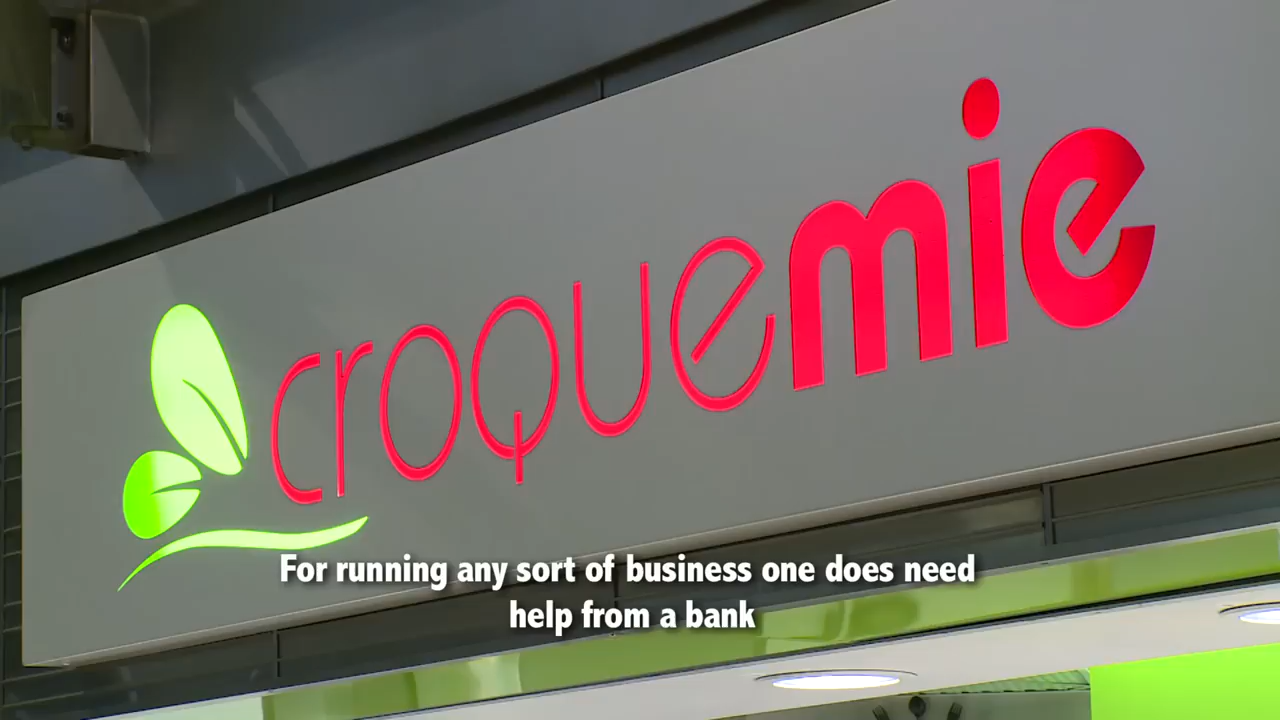 croquemie
For running any sort of business one does need
help from a bank